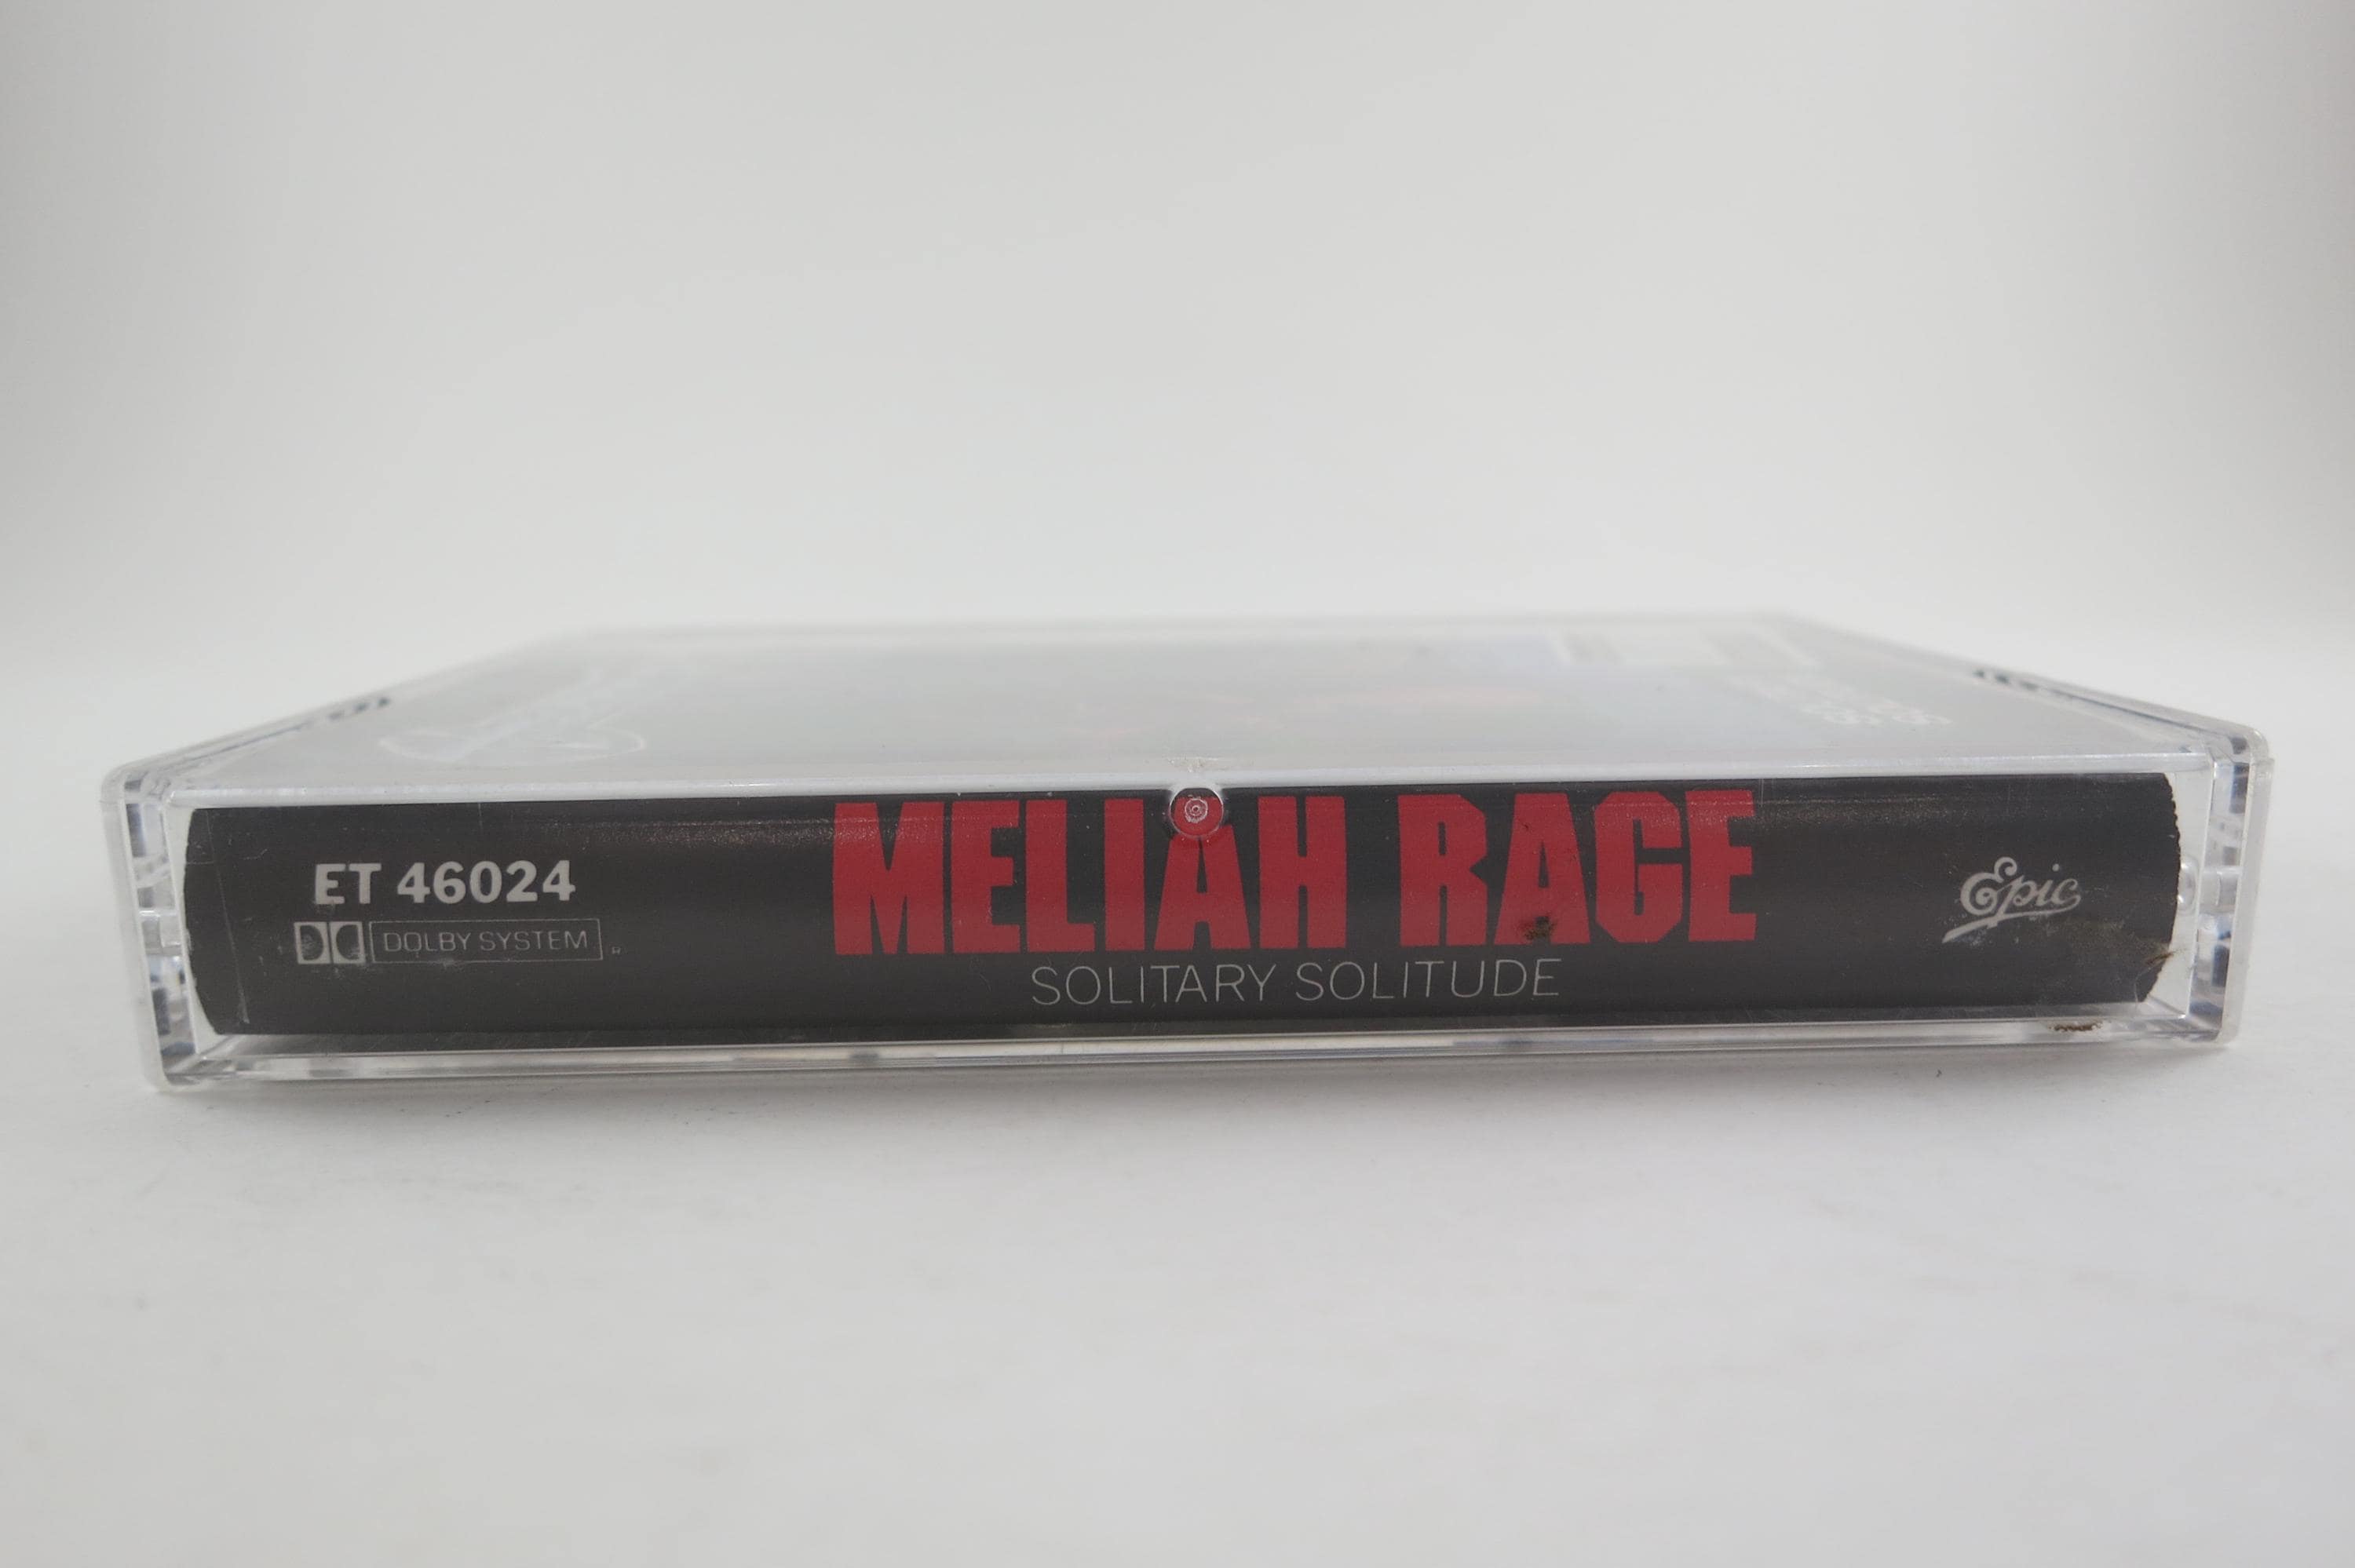 ET 46024
DOLBY SYSTEM
MELIAH RAGE
SOLITARY SOLITUDE
Epic